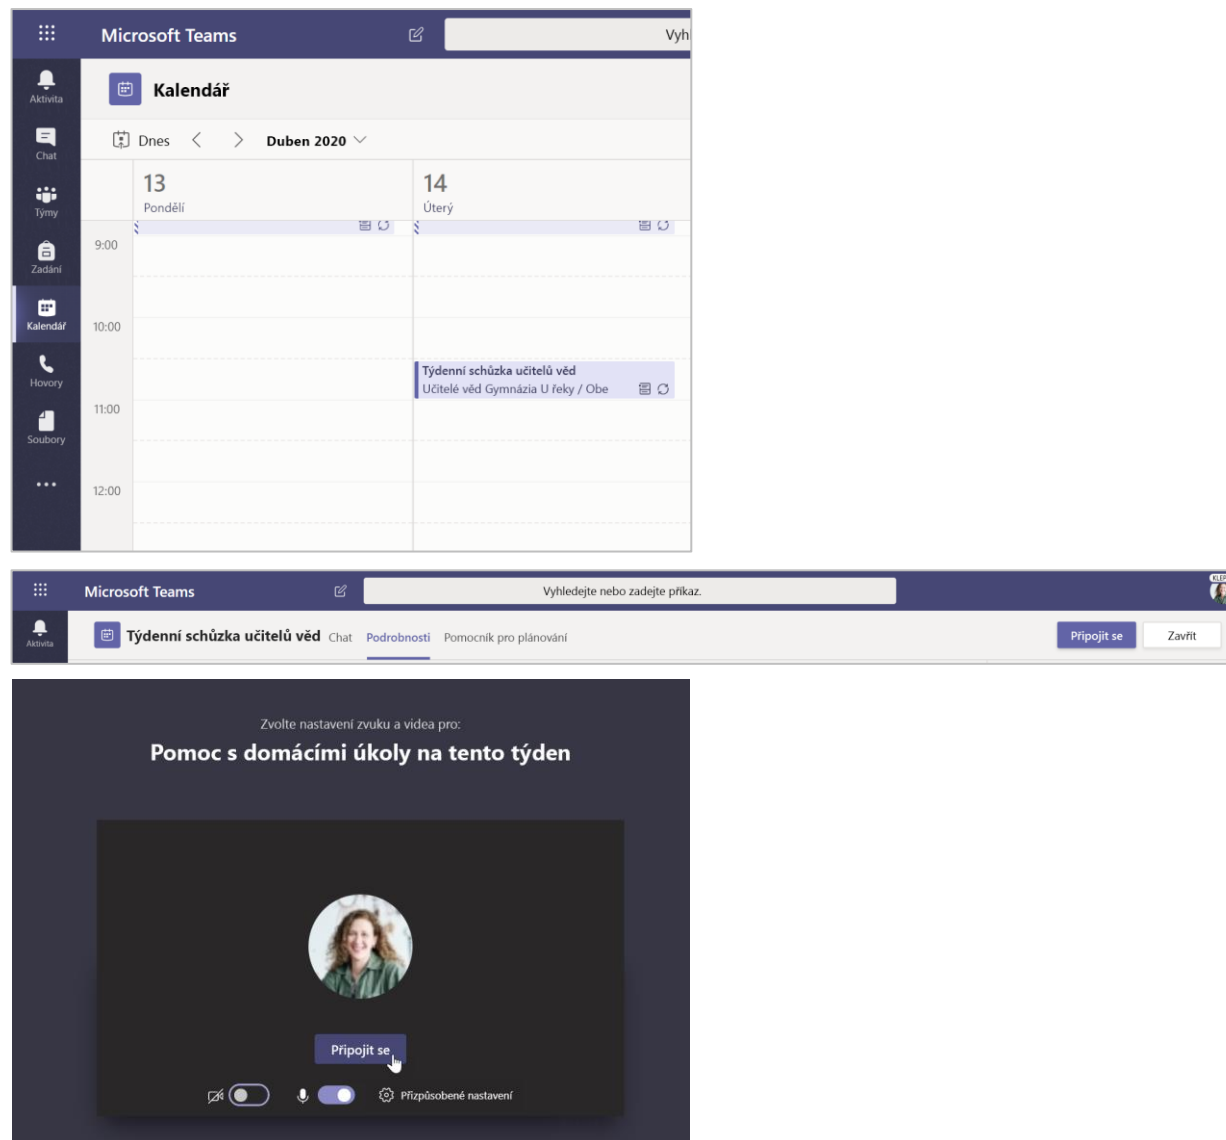 Microsoft Teams
Vyh
Aktivita
Kalendář
Chat
Dnes
Duben 2020
Týmy
13
14
Pondělí
Úterý
Zadání
9:00
Kalendář
10:00
Hovory
Týdenní schůzka učitelů věd
Učitelé věd Gymnázia U řeky / Obe
11:00
Soubory
12:00
Microsoft Teams
Vyhledejte nebo zadejte příkaz.
KLEP
Aktivita
Týdenní schůzka učitelů věd Chat Podrobnosti Pomocník pro plánování
Připojit se
Zavřít
Zvolte nastavení zvuku a videa pro:
Pomoc s domácími úkoly na tento týden
Připojit se
Přizpůsobené nastavení